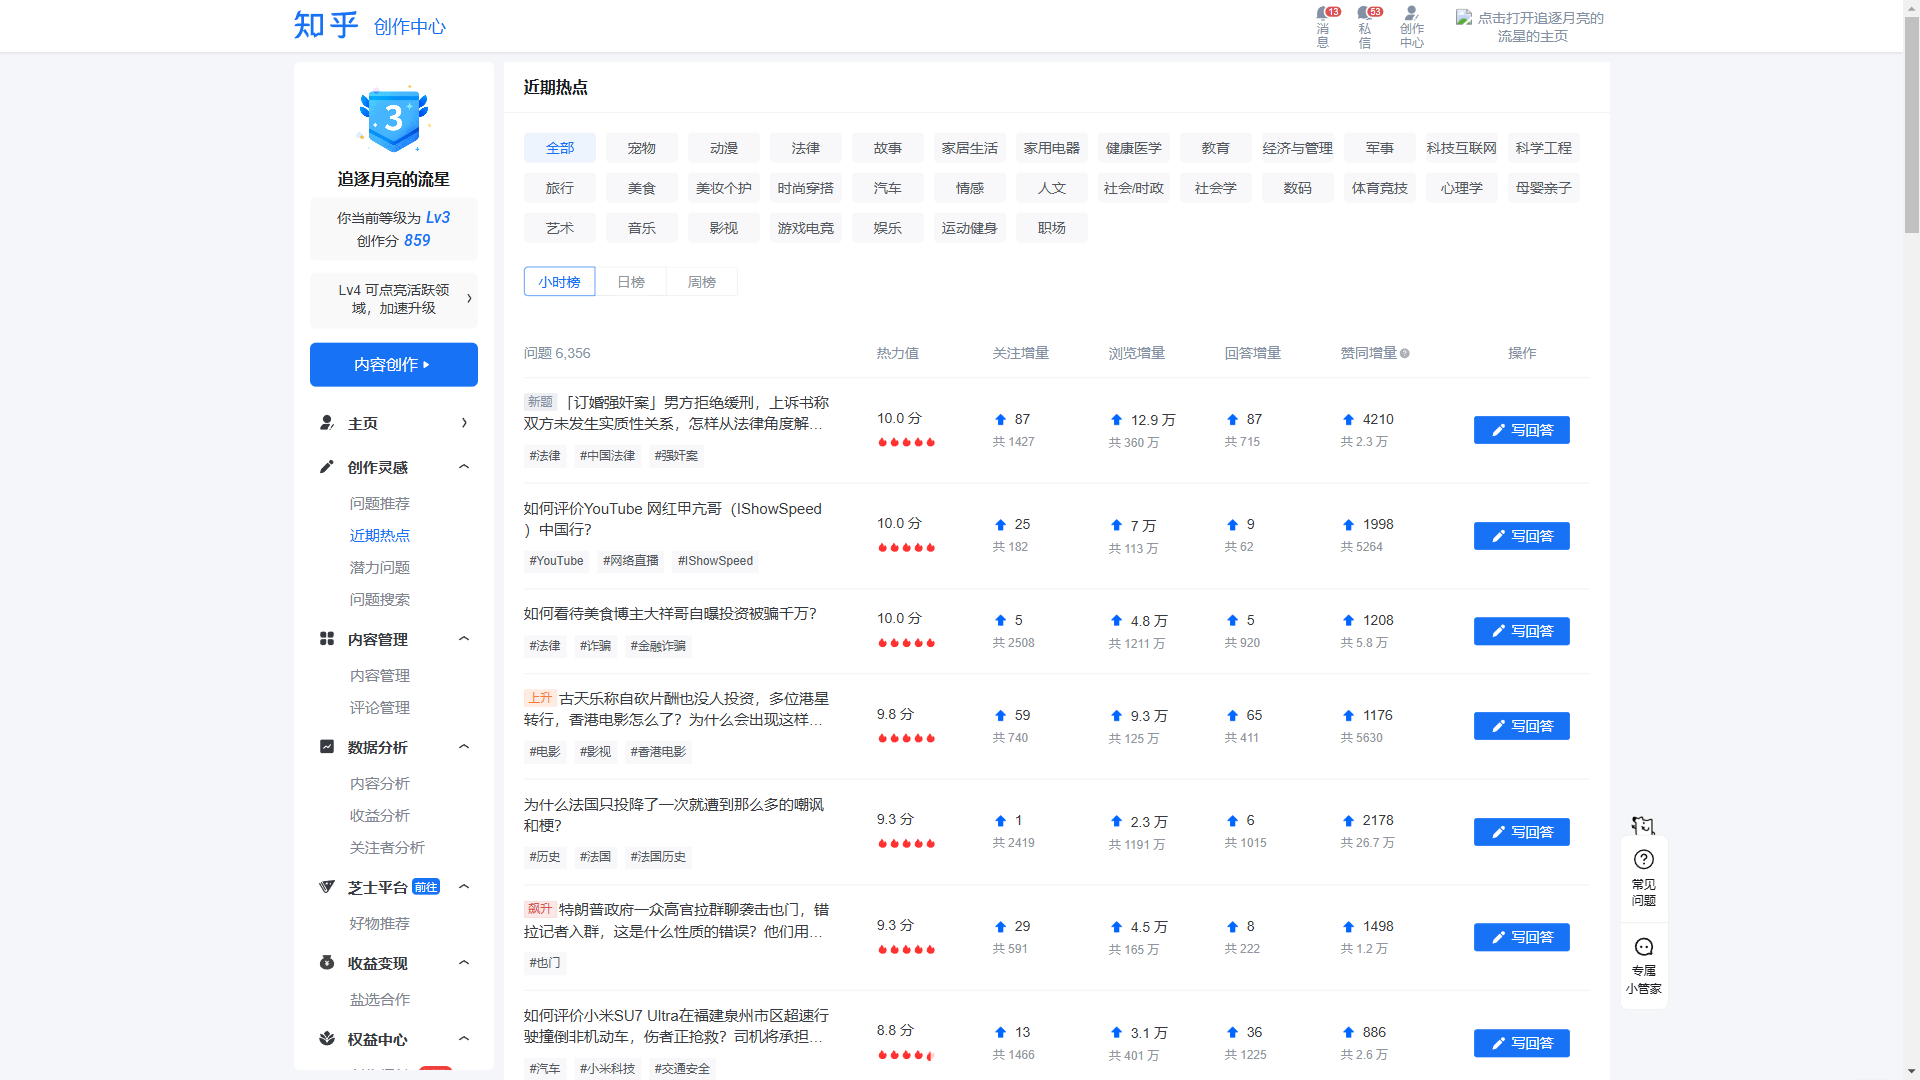 知乎 创作中心
13
消息
53
私信
创作中心
点击打开追逐月亮的流星的主页
3
追逐月亮的流星
你当前等级为 Lv3
创作分 859
Lv4 可点亮活跃领域，加速升级
内容创作
主页
创作灵感
问题推荐
近期热点
潜力问题
问题搜索
内容管理
内容管理
评论管理
数据分析
内容分析
收益分析
关注者分析
芝士平台 前往
好物推荐
收益变现
盐选合作
权益中心
近期热点
全部 宠物 动漫 法律 故事 家居生活 家用电器 健康医学 教育 经济与管理 军事 科技互联网 科学工程
旅行 美食 美妆个护 时尚穿搭 汽车 情感 人文 社会/时政 社会学 数码 体育竞技 心理学 母婴亲子
艺术 音乐 影视 游戏电竞 娱乐 运动健身 职场
小时榜 日榜 周榜
问题 6,356 热力值 关注增量 浏览增量 回答增量 赞同增量 操作
新题 「订婚强奸案」男方拒绝缓刑，上诉书称
双方未发生实质性关系，怎样从法律角度解...
#法律 #中国法律 #强奸案
10.0 分 87 12.9 万 87 4210
共 1427 共 360 万 共 715 共 2.3 万
写回答
如何评价YouTube 网红甲亢哥（IShowSpeed
）中国行？
#YouTube #网络直播 #IShowSpeed
10.0 分 25 7 万 9 1998
共 182 共 113 万 共 62 共 5264
写回答
如何看待美食博主大祥哥自曝投资被骗千万？
#法律 #诈骗 #金融诈骗
10.0 分 5 4.8 万 5 1208
共 2508 共 1211 万 共 920 共 5.8 万
写回答
上升 古天乐称自砍片酬也没人投资，多位港星
转行，香港电影怎么了？为什么会出现这样...
#电影 #影视 #香港电影
9.8 分 59 9.3 万 65 1176
共 740 共 125 万 共 411 共 5630
写回答
为什么法国只投降了一次就遭到那么多的嘲讽
和梗？
#历史 #法国 #法国历史
9.3 分 1 2.3 万 6 2178
共 2419 共 1191 万 共 1015 共 26.7 万
写回答
飙升 特朗普政府一众高官拉群聊袭击也门，错
拉记者入群，这是什么性质的错误？他们用...
#也门
9.3 分 29 4.5 万 8 1498
共 591 共 165 万 共 222 共 1.2 万
写回答
如何评价小米SU7 Ultra在福建泉州市区超速行
驶撞倒非机动车，伤者正抢救？司机将承担...
#汽车 #小米科技 #交通安全
8.8 分 13 3.1 万 36 886
共 1466 共 401 万 共 1225 共 2.6 万
写回答
常见
问题
专属
小管家